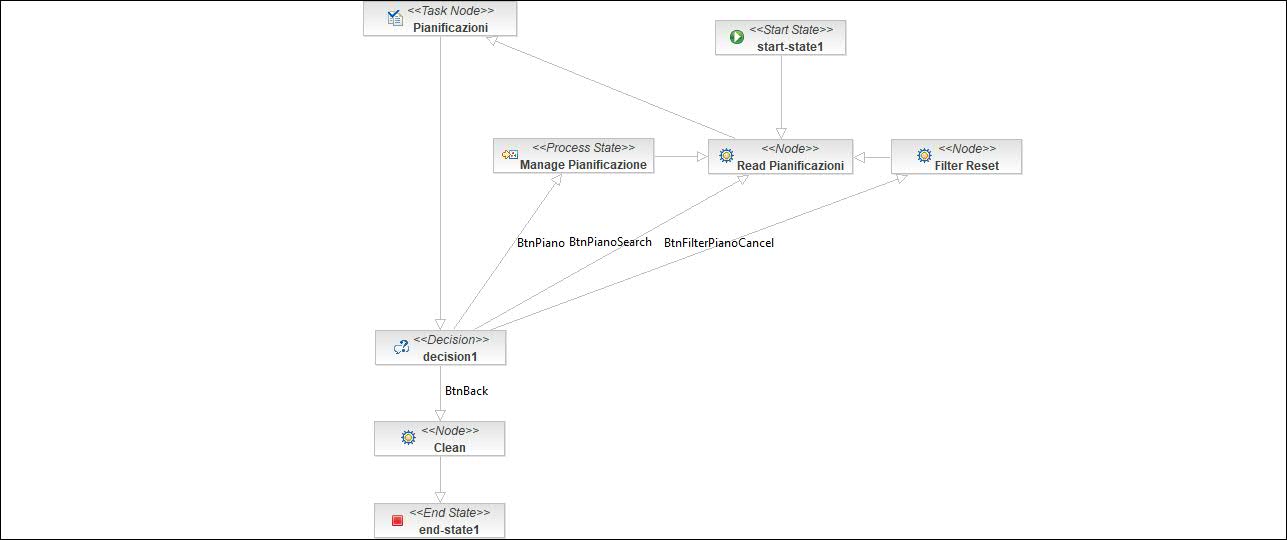 <<Task Node>>
Pianificazioni
<<Start State>>
start-state1
<<Process State>>
Manage Pianificazione
<<Node>>
Read Pianificazioni
<<Node>>
Filter Reset
BtnPiano
BtnPianoSearch
BtnFilterPianoCancel
<<Decision>>
decision1
BtnBack
<<Node>>
Clean
<<End State>>
end-state1